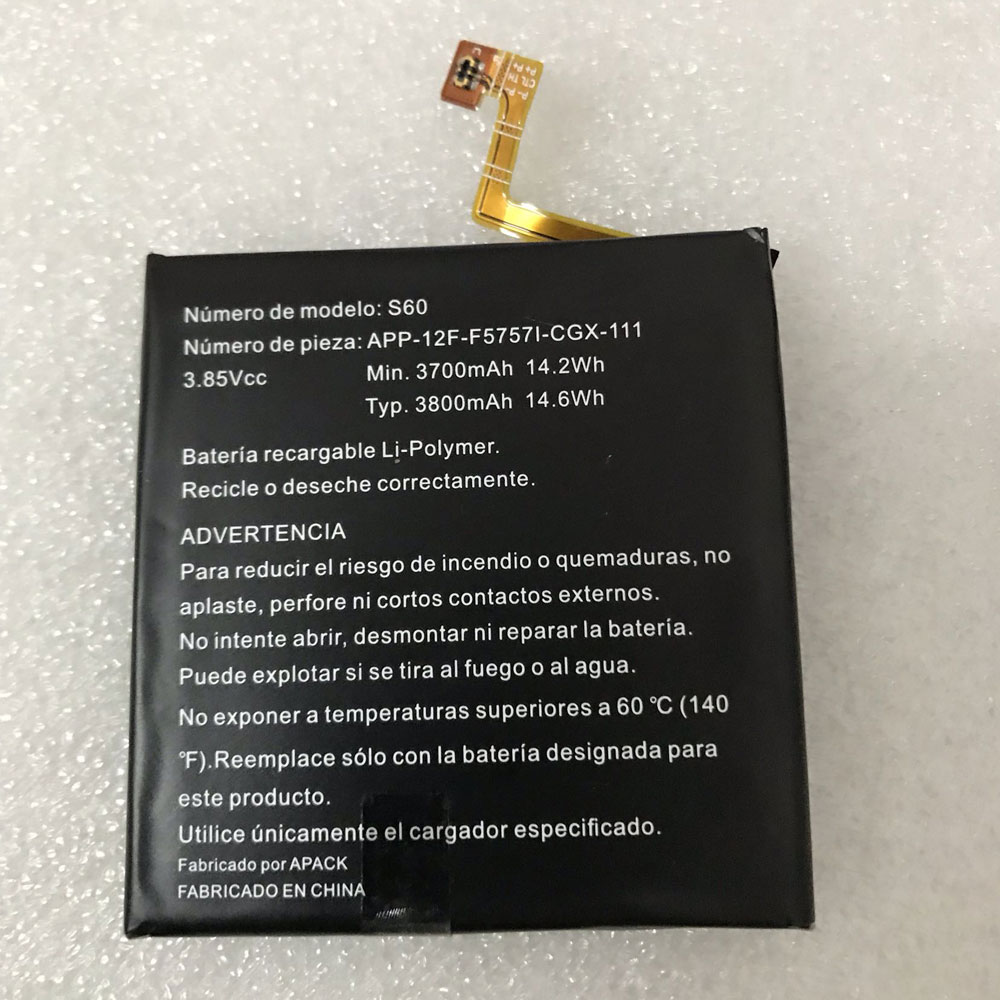 P+ P+
CTL TH
P- P-
Número de modelo: S60
Número de pieza: APP-12F-F5757I-CGX-111
3.85Vcc Min. 3700mAh 14.2Wh
Typ. 3800mAh 14.6Wh
Batería recargable Li-Polymer.
Recicle o deseche correctamente.
ADVERTENCIA
Para reducir el riesgo de incendio o quemaduras, no
aplaste, perfore ni cortos contactos externos.
No intente abrir, desmontar ni reparar la batería.
Puede explotar si se tira al fuego o al agua.
No exponer a temperaturas superiores a 60 °C (140
°F).Reemplace sólo con la batería designada para
este producto.
Utilice únicamente el cargador especificado.
Fabricado por APACK
FABRICADO EN CHINA